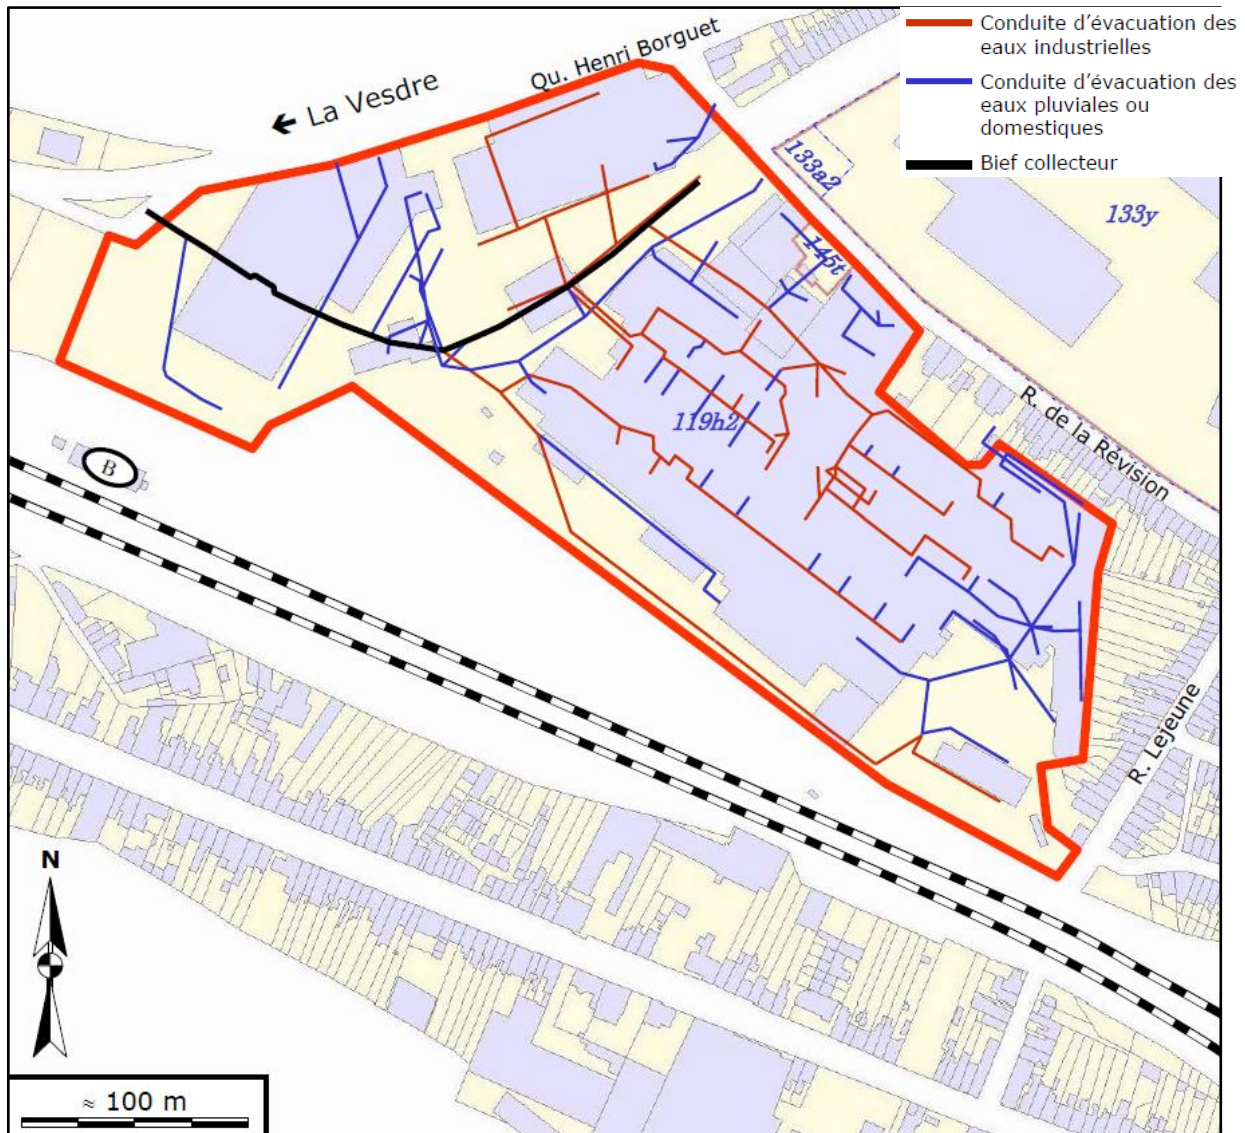 Conduite d'évacuation des
eaux industrielles
Conduite d'évacuation des
eaux pluviales ou
domestiques
Bief collecteur
Qu. Henri Borguet
← La Vesdre
133a2
133y
145t
119h2
R. de la Révision
B
R. Lejeune
N
≈ 100 m